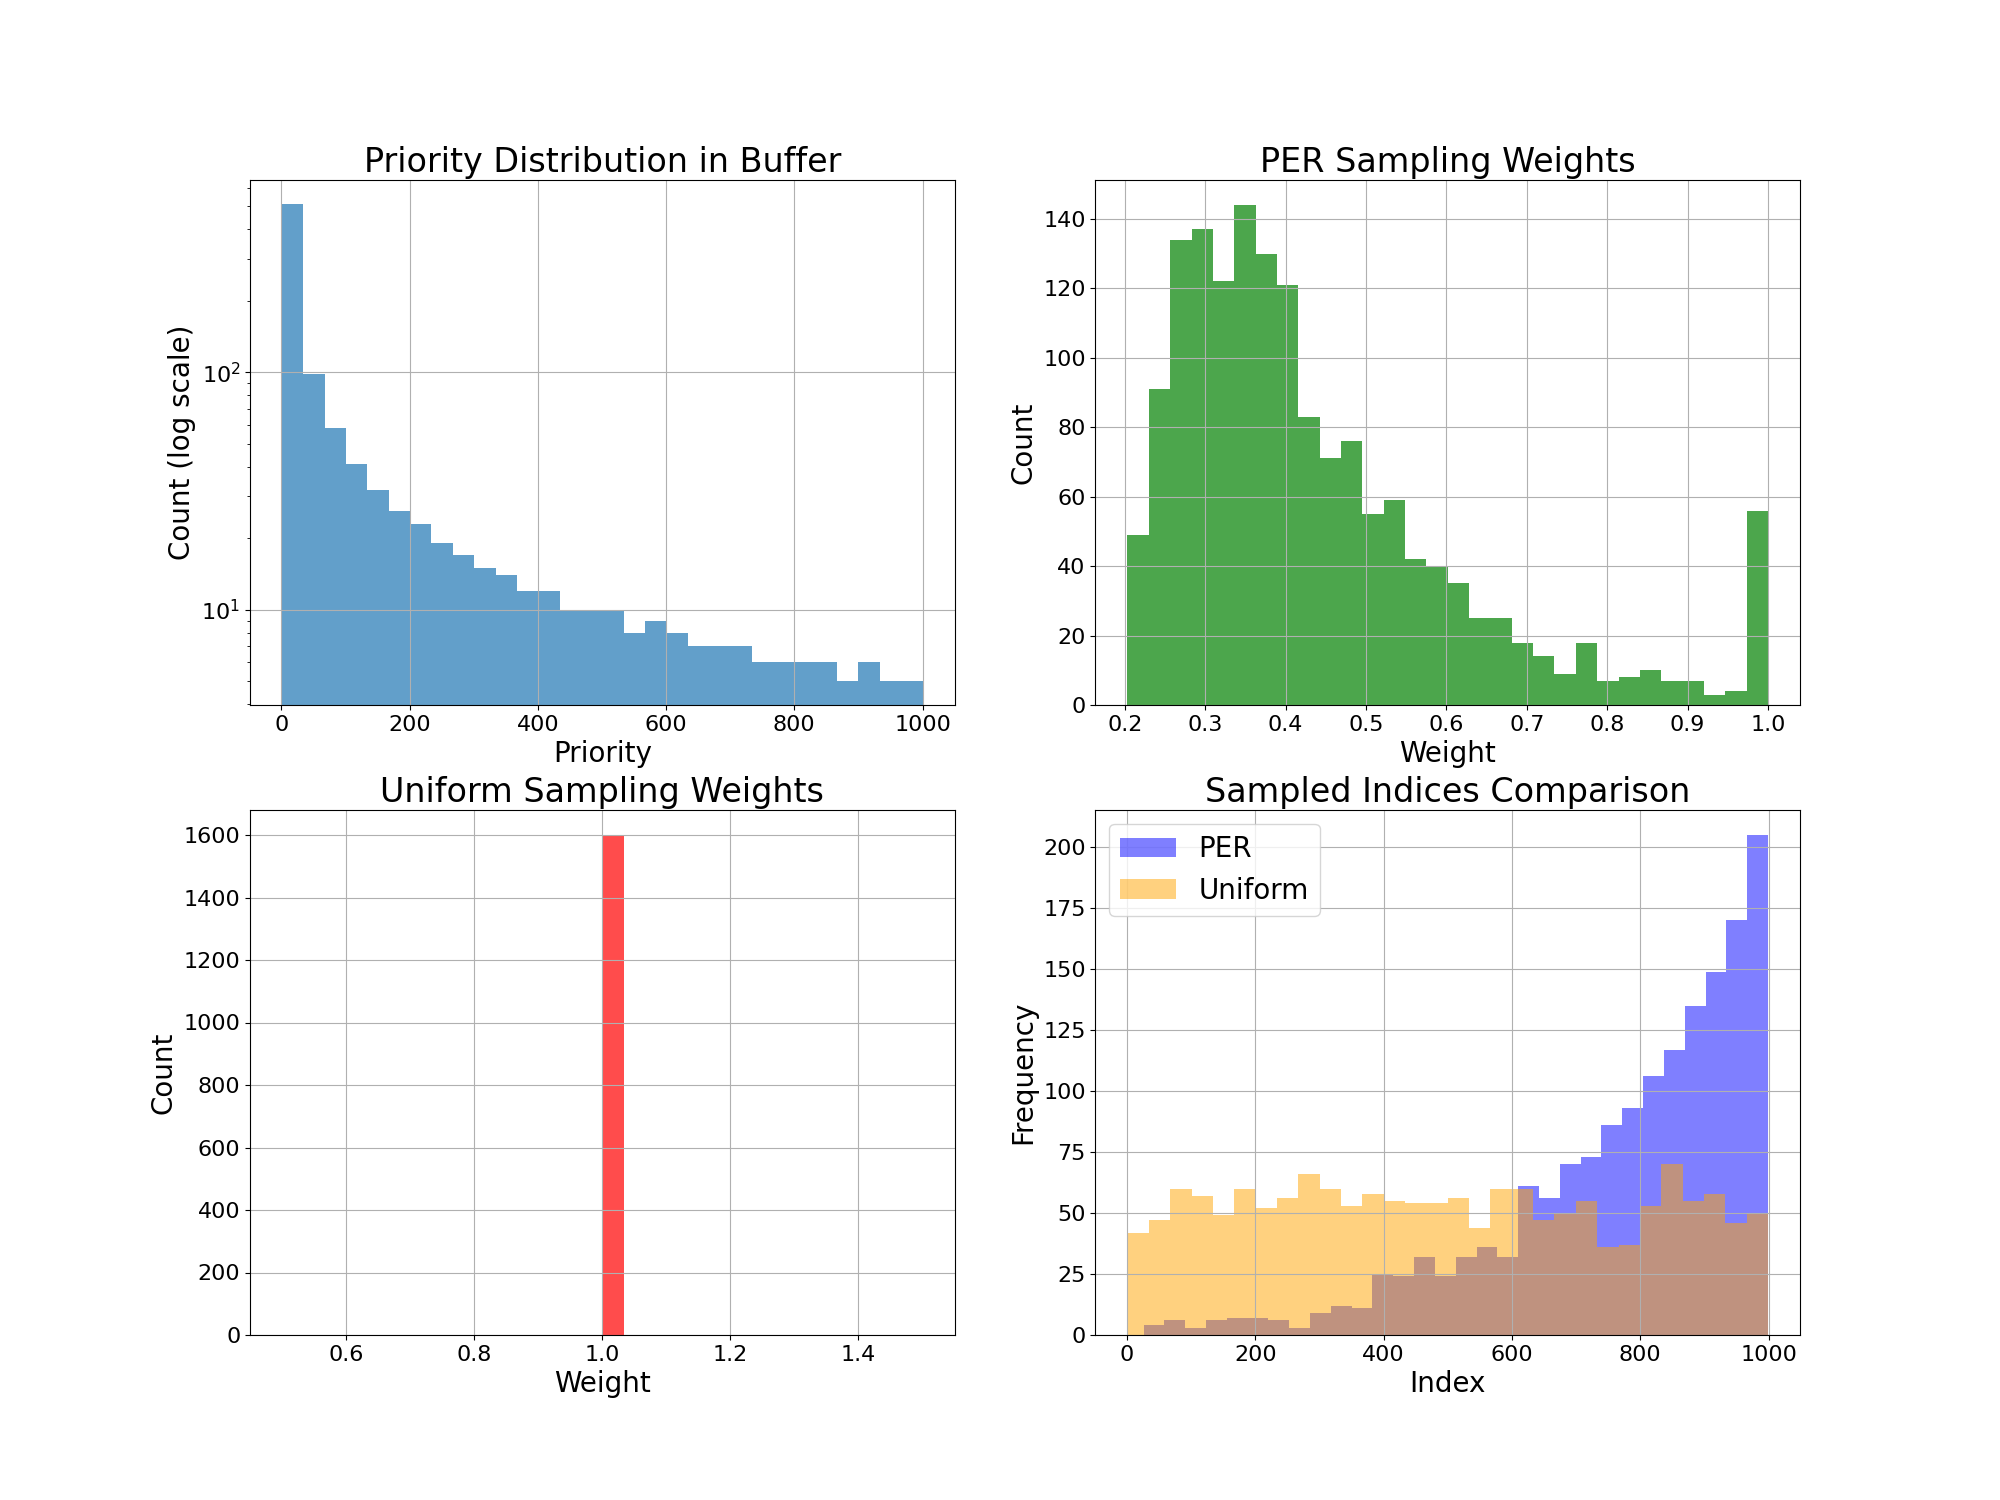 Priority Distribution in Buffer
Count (log scale)
10²
10¹
0 200 400 600 800 1000
Priority
PER Sampling Weights
Count
140
120
100
80
60
40
20
0
0.2 0.3 0.4 0.5 0.6 0.7 0.8 0.9 1.0
Weight
Uniform Sampling Weights
Count
1600
1400
1200
1000
800
600
400
200
0
0.6 0.8 1.0 1.2 1.4
Weight
Sampled Indices Comparison
PER
Uniform
Frequency
200
175
150
125
100
75
50
25
0
0 200 400 600 800 1000
Index